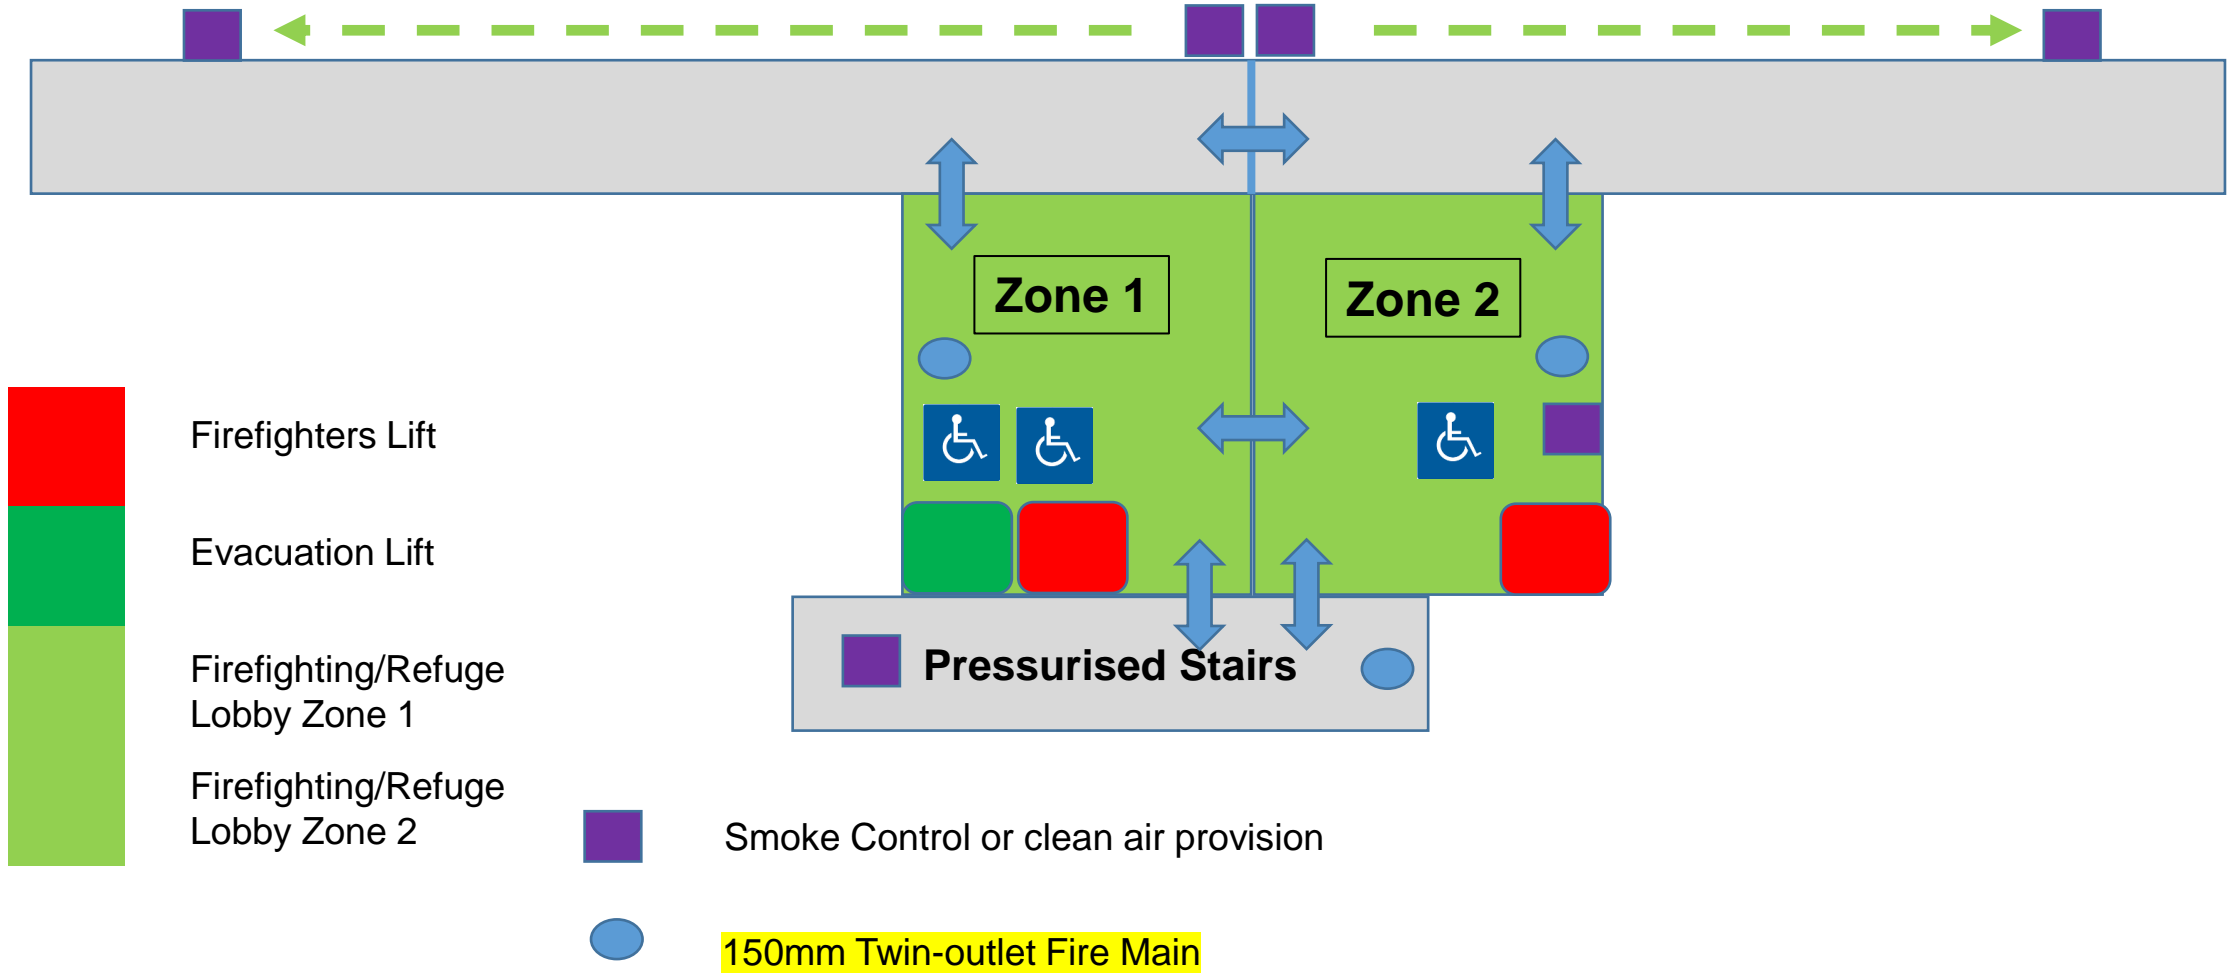 Zone 1
Zone 2
Firefighters Lift
Evacuation Lift
Firefighting/Refuge
Lobby Zone 1
Firefighting/Refuge
Lobby Zone 2
Pressurised Stairs
Smoke Control or clean air provision
150mm Twin-outlet Fire Main